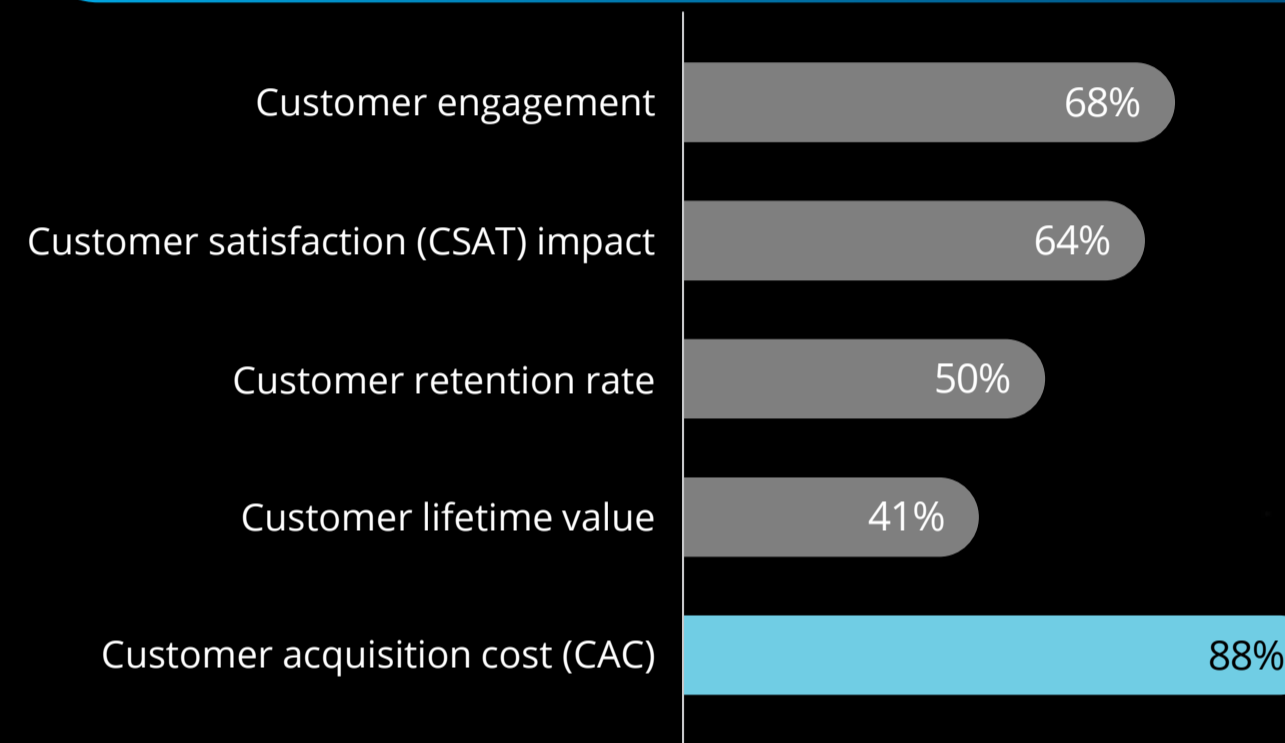 Customer engagement 68%
Customer satisfaction (CSAT) impact 64%
Customer retention rate 50%
Customer lifetime value 41%
Customer acquisition cost (CAC) 88%